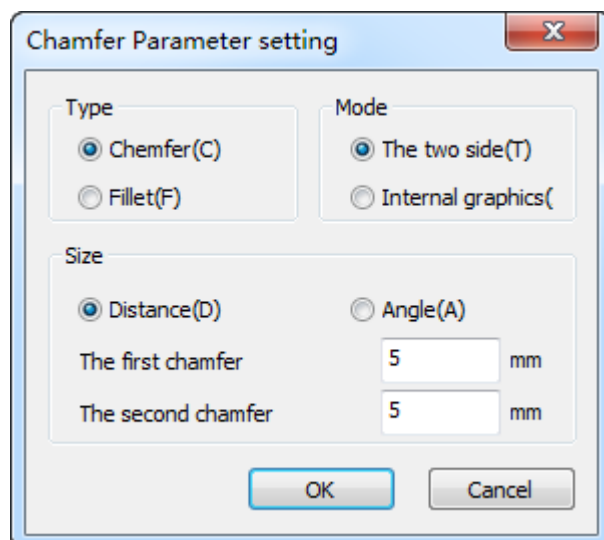 Chamfer Parameter setting
Type
Chemfer(C)
Fillet(F)
Mode
The two side(T)
Internal graphics(
Size
Distance(D)
Angle(A)
The first chamfer 5 mm
The second chamfer 5 mm
OK Cancel